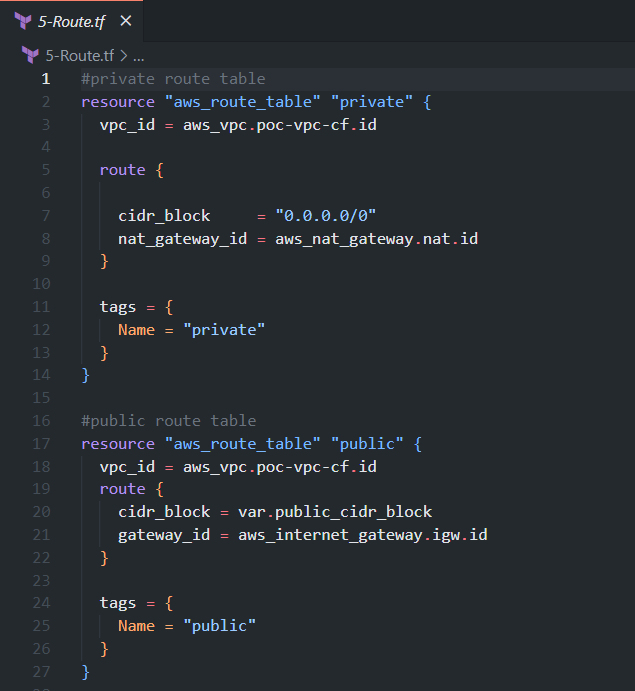 5-Route.tf ×
5-Route.tf > ...
1 #private route table
2 resource "aws_route_table" "private" {
3   vpc_id = aws_vpc.poc-vpc-cf.id
4
5   route {
6
7     cidr_block     = "0.0.0.0/0"
8     nat_gateway_id = aws_nat_gateway.nat.id
9   }
10
11   tags = {
12     Name = "private"
13   }
14 }
15
16 #public route table
17 resource "aws_route_table" "public" {
18   vpc_id = aws_vpc.poc-vpc-cf.id
19   route {
20     cidr_block = var.public_cidr_block
21     gateway_id = aws_internet_gateway.igw.id
22   }
23
24   tags = {
25     Name = "public"
26   }
27 }